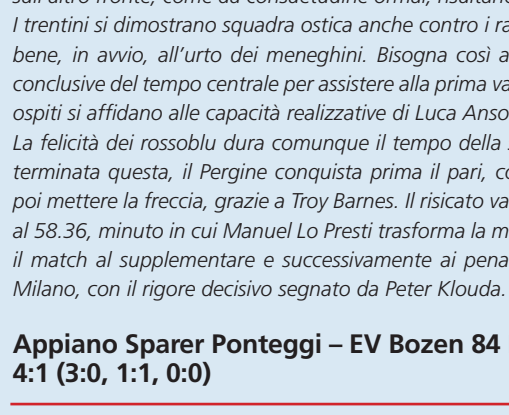 sull'altro fronte, come da consuetudine ormai, risultano
I trentini si dimostrano squadra ostica anche contro i ra
bene, in avvio, all'urto dei meneghini. Bisogna così a
conclusive del tempo centrale per assistere alla prima va
ospiti si affidano alle capacità realizzative di Luca Anso
La felicità dei rossoblu dura comunque il tempo della
terminata questa, il Pergine conquista prima il pari, co
poi mettere la freccia, grazie a Troy Barnes. Il risicato va
al 58.36, minuto in cui Manuel Lo Presti trasforma la m
il match al supplementare e successivamente ai pena
Milano, con il rigore decisivo segnato da Peter Klouda.
Appiano Sparer Ponteggi – EV Bozen 84
4:1 (3:0, 1:1, 0:0)